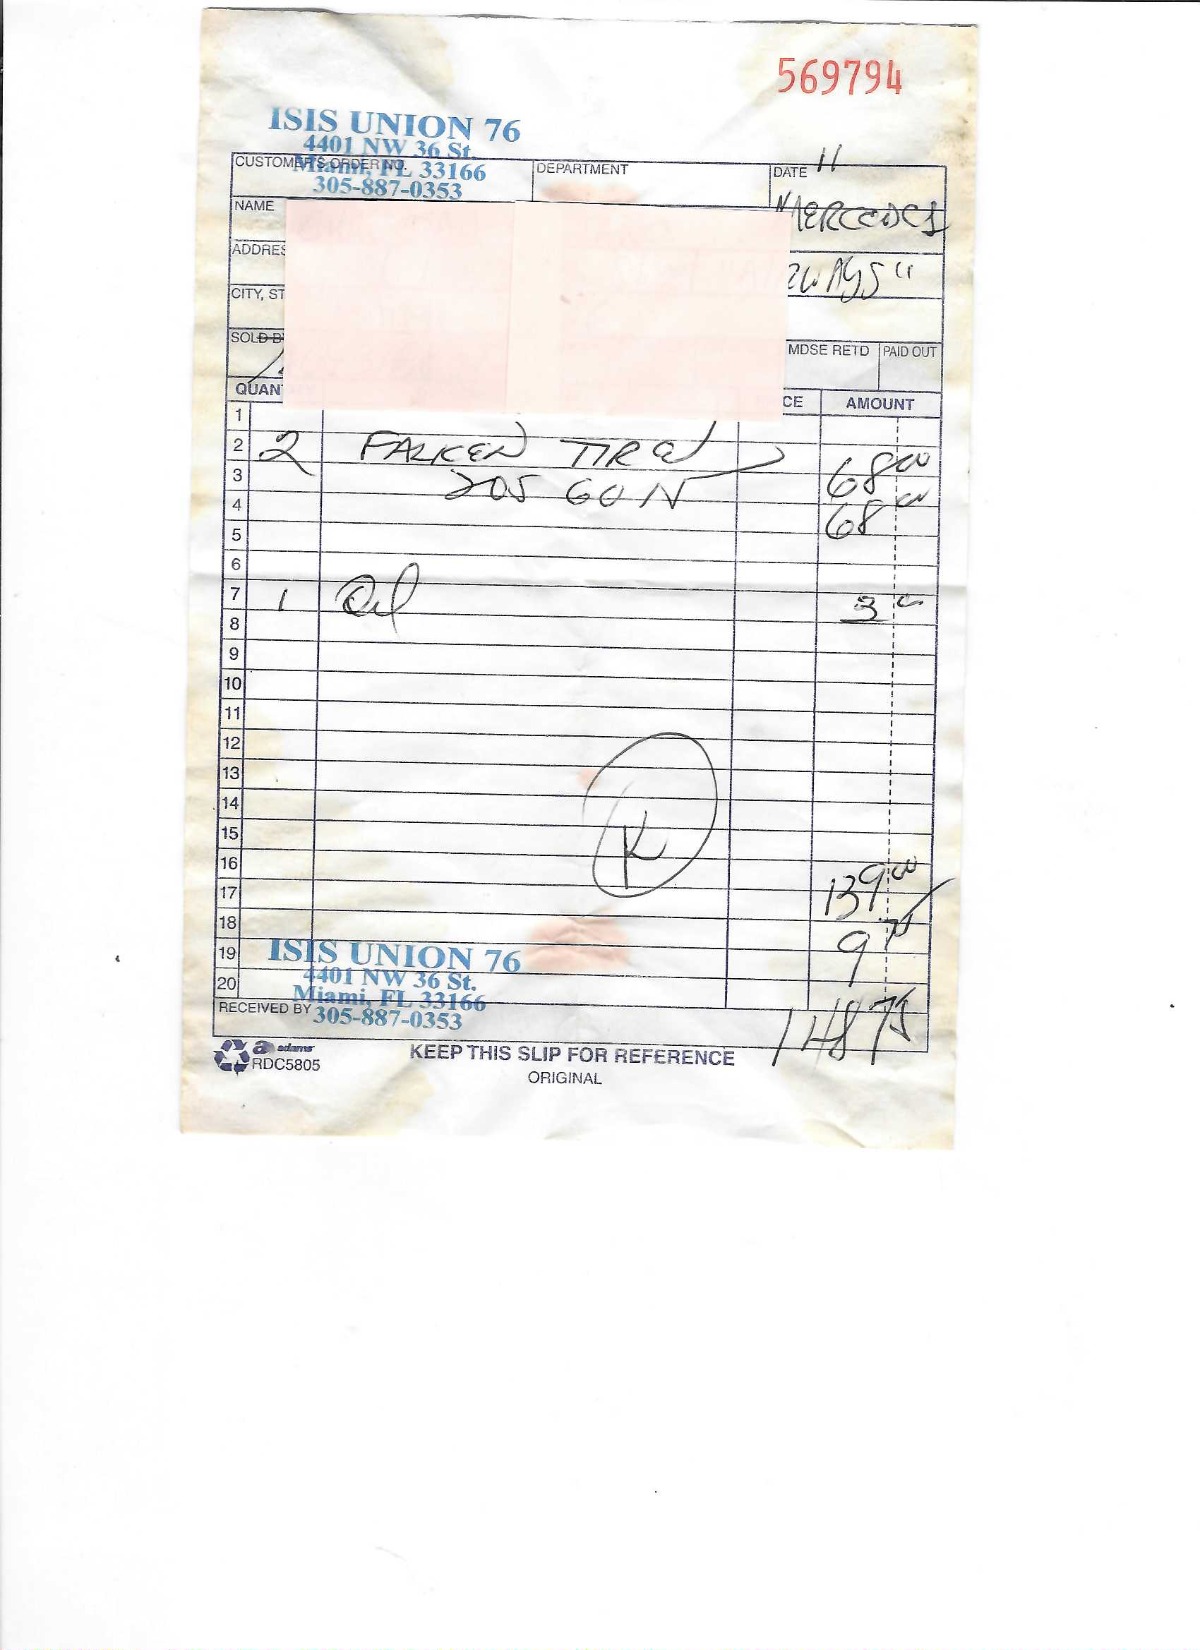 569794
ISIS UNION 76
4401 NW 36 St.
Miami, FL 33166
305-887-0353
CUSTOMER'S ORDER NO.
DEPARTMENT
DATE 11
NAME
MERCEDES
ADDRES
2WAYS"
CITY, ST
SOLD BY
MDSE RETD
PAID OUT
QUAN
CE
AMOUNT
1
2 2 FALKEN TIRE 68 00
3 205 60 68 00
4
5
6
7 1 Oil 3 00
8
9
10
11
12
13
14
15
K
16
17 139 00
18
19 9 75
20
ISIS UNION 76
4401 NW 36 St.
Miami, FL 33166
305-887-0353
RECEIVED BY
148 75
adams
RDC5805
KEEP THIS SLIP FOR REFERENCE
ORIGINAL